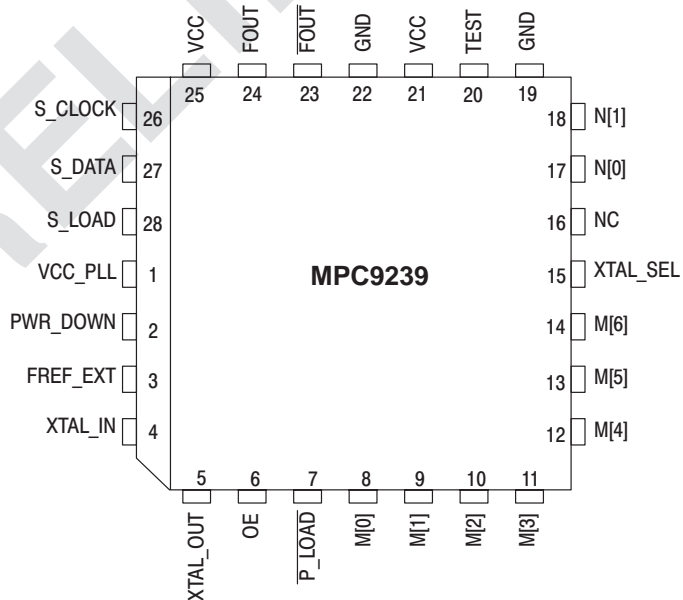 VCC
FOUT
F̅O̅U̅T̅
GND
VCC
TEST
GND
25
24
23
22
21
20
19
S_CLOCK 26
S_DATA 27
S_LOAD 28
VCC_PLL 1
PWR_DOWN 2
FREF_EXT 3
XTAL_IN 4
MPC9239
18 N[1]
17 N[0]
16 NC
15 XTAL_SEL
14 M[6]
13 M[5]
12 M[4]
5
6
7
8
9
10
11
XTAL_OUT
OE
P̅_̅L̅O̅A̅D̅
M[0]
M[1]
M[2]
M[3]